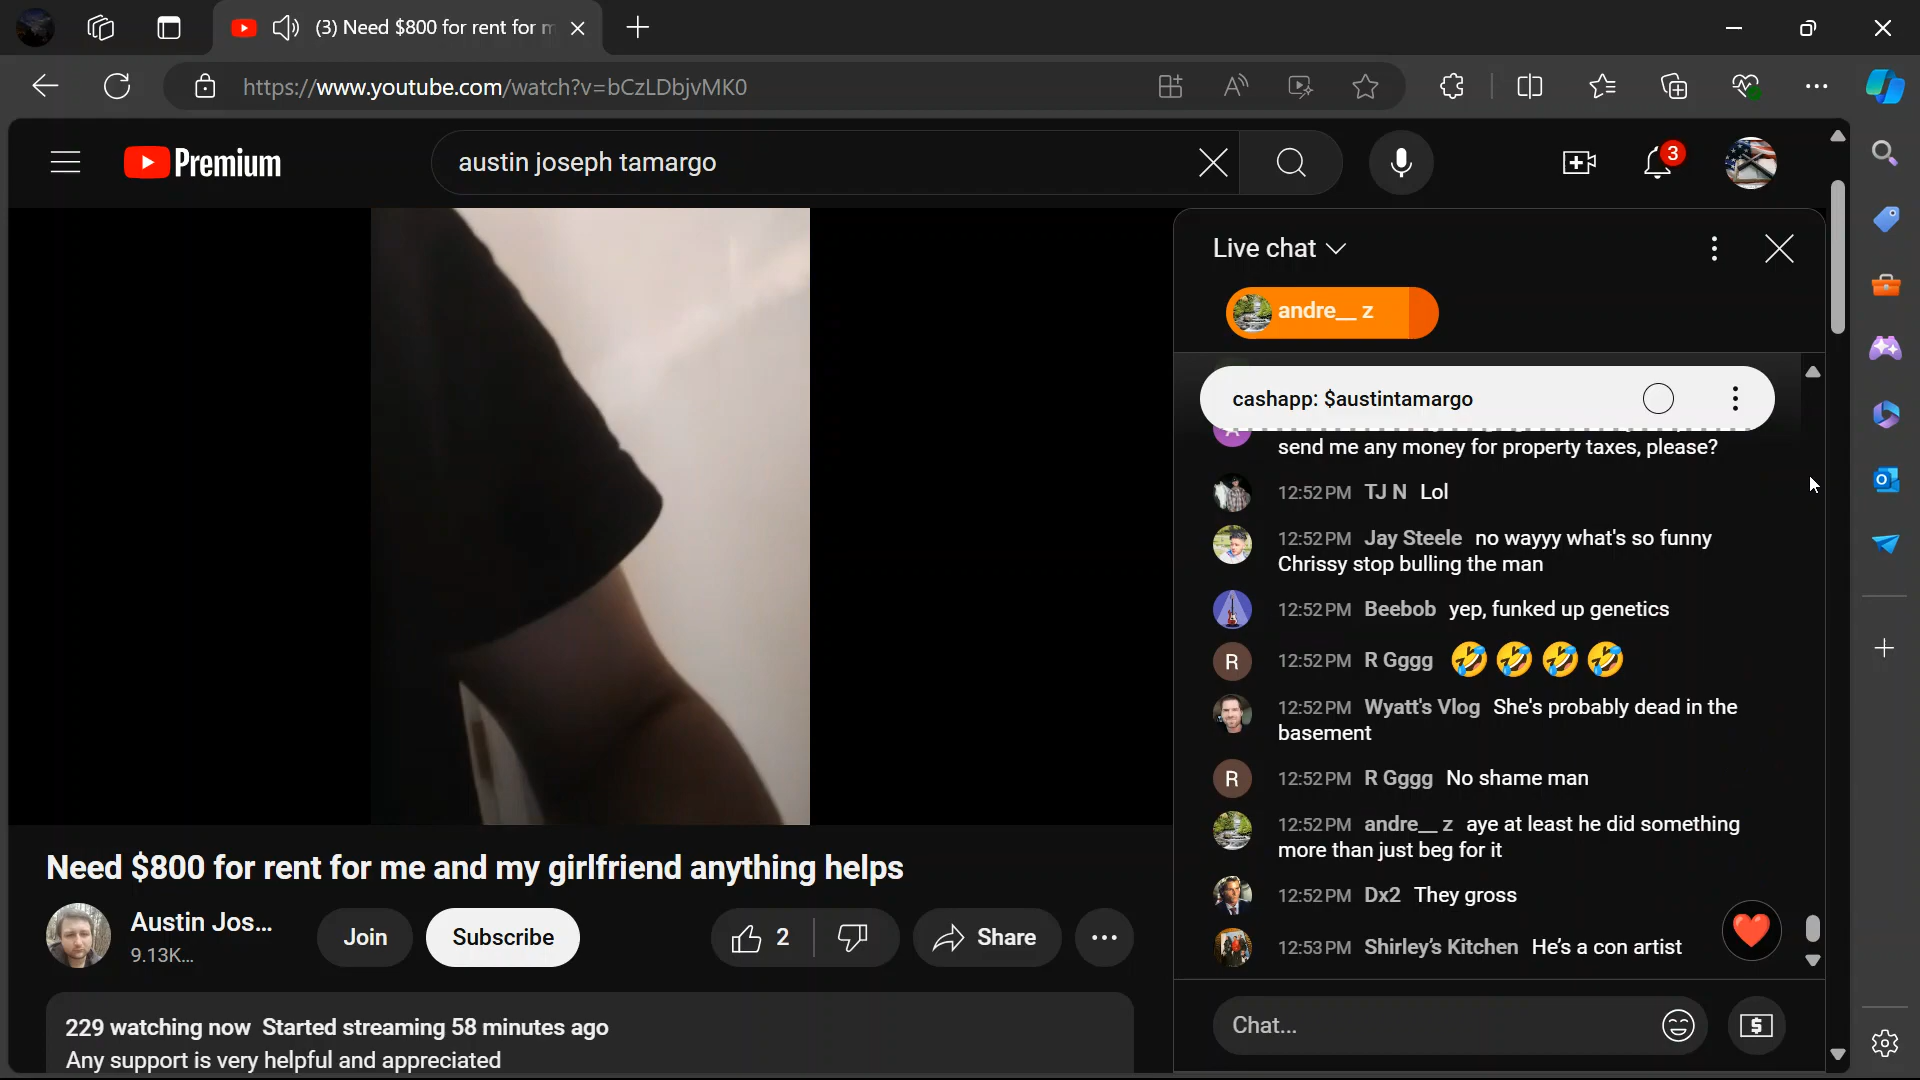 (3) Need $800 for rent for m
https://www.youtube.com/watch?v=bCzLDbjvMK0
Premium
austin joseph tamargo
3
Live chat
andre__ z
cashapp: $austintamargo
send me any money for property taxes, please?
12:52 PM TJ N Lol
12:52 PM Jay Steele no wayyy what's so funny
Chrissy stop bulling the man
12:52 PM Beebob yep, funked up genetics
R 12:52 PM R Gggg 🤣 🤣 🤣 🤣
12:52 PM Wyatt's Vlog She's probably dead in the
basement
R 12:52 PM R Gggg No shame man
12:52 PM andre__ z aye at least he did something
more than just beg for it
12:52 PM Dx2 They gross
12:53 PM Shirley's Kitchen He's a con artist
Chat...
Need $800 for rent for me and my girlfriend anything helps
Austin Jos...
9.13K...
Join
Subscribe
2
Share
229 watching now Started streaming 58 minutes ago
Any support is very helpful and appreciated